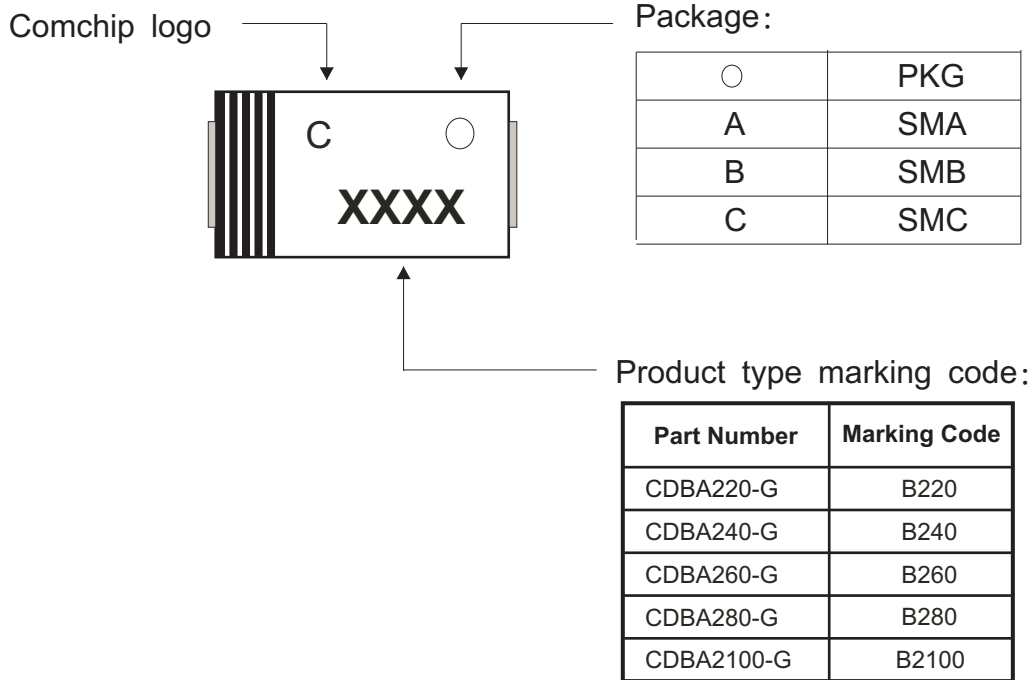 Comchip logo
Package:
○ PKG
A SMA
B SMB
C SMC
C ○
XXXX
Product type marking code:
Part Number Marking Code
CDBA220-G B220
CDBA240-G B240
CDBA260-G B260
CDBA280-G B280
CDBA2100-G B2100